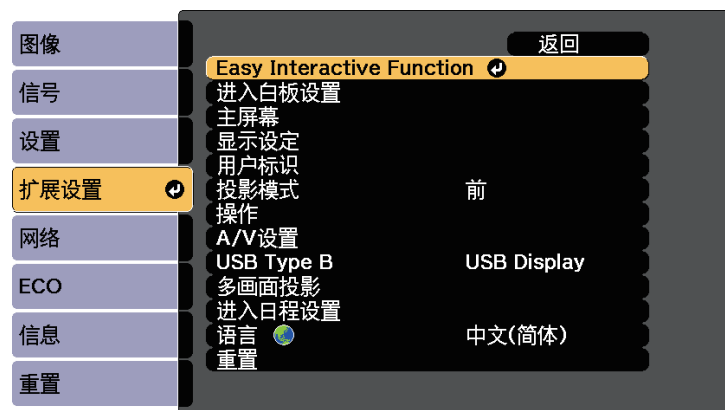 图像
信号
设置
扩展设置
网络
ECO
信息
重置
返回
Easy Interactive Function
进入白板设置
主屏幕
显示设定
用户标识
投影模式 前
操作
A/V设置
USB Type B USB Display
多画面投影
进入日程设置
语言 中文(简体)
重置